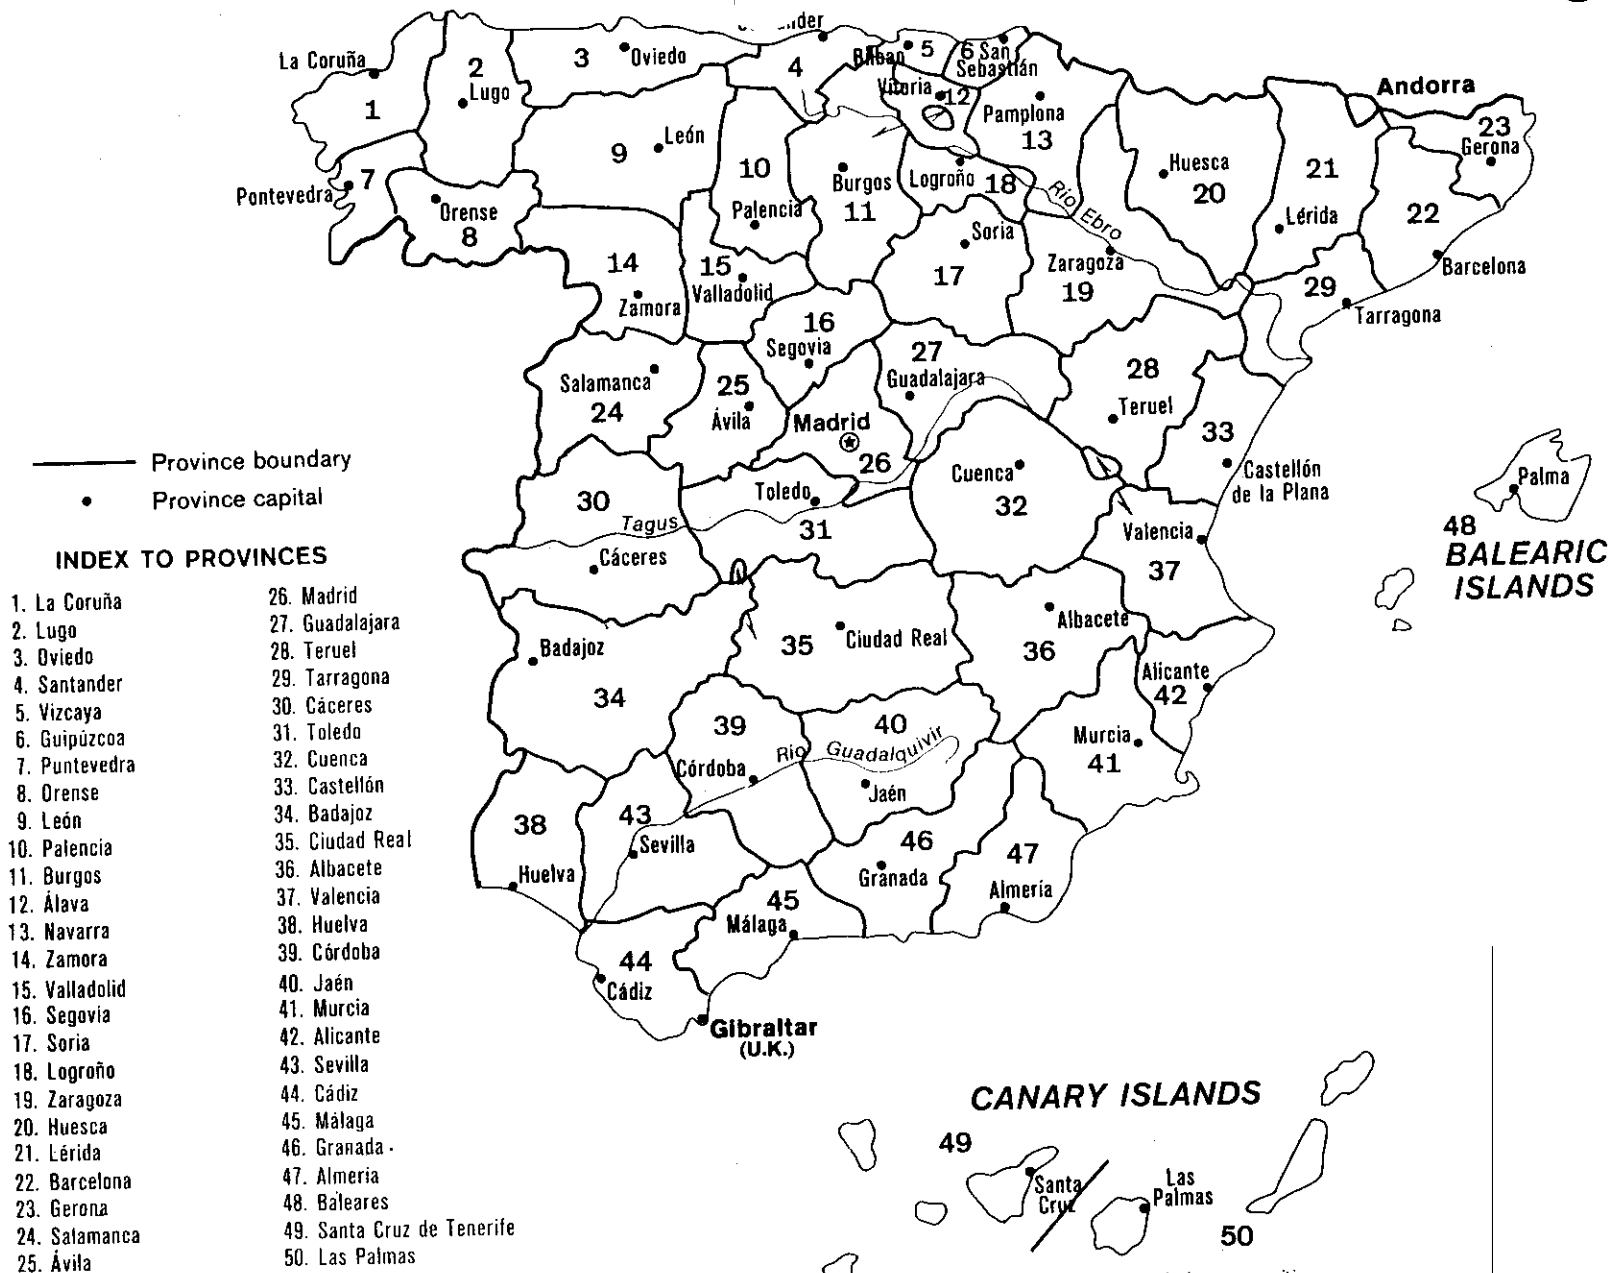 nder
La Coruña
1
2
Lugo
3
Oviedo
4
Bilbao
5
6
San
Sebastián
Vitoria
12
Pamplona
13
Andorra
23
Gerona
9
León
10
Palencia
Burgos
11
Logroño
18
Rio Ebro
Huesca
20
21
Lérida
22
Barcelona
Pontevedra
7
Orense
8
14
Zamora
15
Valladolid
Soria
17
Zaragoza
19
29
Tarragona
16
Segovia
27
Guadalajara
28
Teruel
Salamanca
24
25
Ávila
Madrid
26
33
Castellón
de la Plana
Cuenca
32
30
Tagus
Toledo
31
Cáceres
Valencia
37
Palma
48
BALEARIC
ISLANDS
Badajoz
34
35
Ciudad Real
Albacete
36
Alicante
42
39
Córdoba
40
Rio Guadalquivir
Jaén
Murcia
41
38
Huelva
43
Sevilla
46
Granada
47
Almería
45
Málaga
44
Cádiz
Gibraltar
(U.K.)
CANARY ISLANDS
49
Santa
Cruz
Las
Palmas
50
Province boundary
Province capital
INDEX TO PROVINCES
1. La Coruña
2. Lugo
3. Oviedo
4. Santander
5. Vizcaya
6. Guipúzcoa
7. Puntevedra
8. Orense
9. León
10. Palencia
11. Burgos
12. Álava
13. Navarra
14. Zamora
15. Valladolid
16. Segovia
17. Soria
18. Logroño
19. Zaragoza
20. Huesca
21. Lérida
22. Barcelona
23. Gerona
24. Salamanca
25. Ávila
26. Madrid
27. Guadalajara
28. Teruel
29. Tarragona
30. Cáceres
31. Toledo
32. Cuenca
33. Castellón
34. Badajoz
35. Ciudad Real
36. Albacete
37. Valencia
38. Huelva
39. Córdoba
40. Jaén
41. Murcia
42. Alicante
43. Sevilla
44. Cádiz
45. Málaga
46. Granada
47. Almeria
48. Baleares
49. Santa Cruz de Tenerife
50. Las Palmas